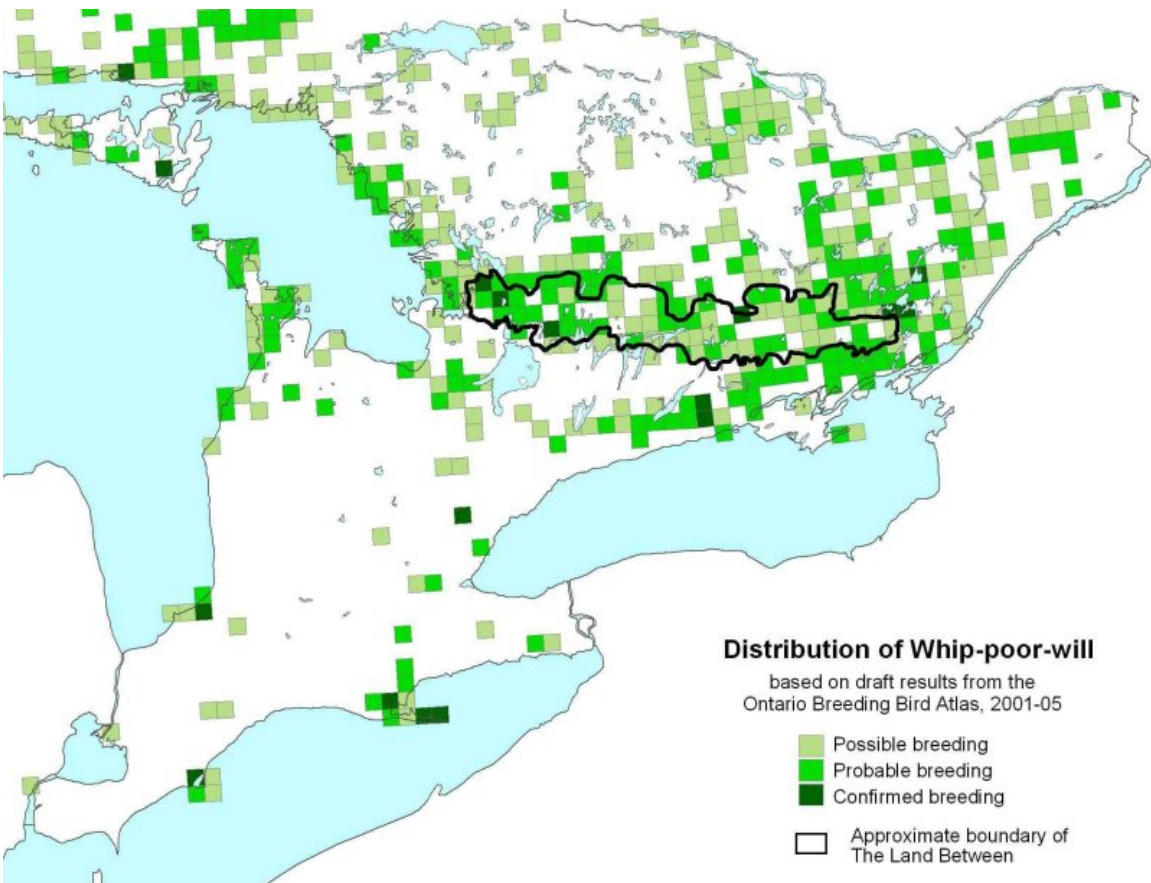 Distribution of Whip-poor-will
based on draft results from the
Ontario Breeding Bird Atlas, 2001-05
Possible breeding
Probable breeding
Confirmed breeding
Approximate boundary of
The Land Between